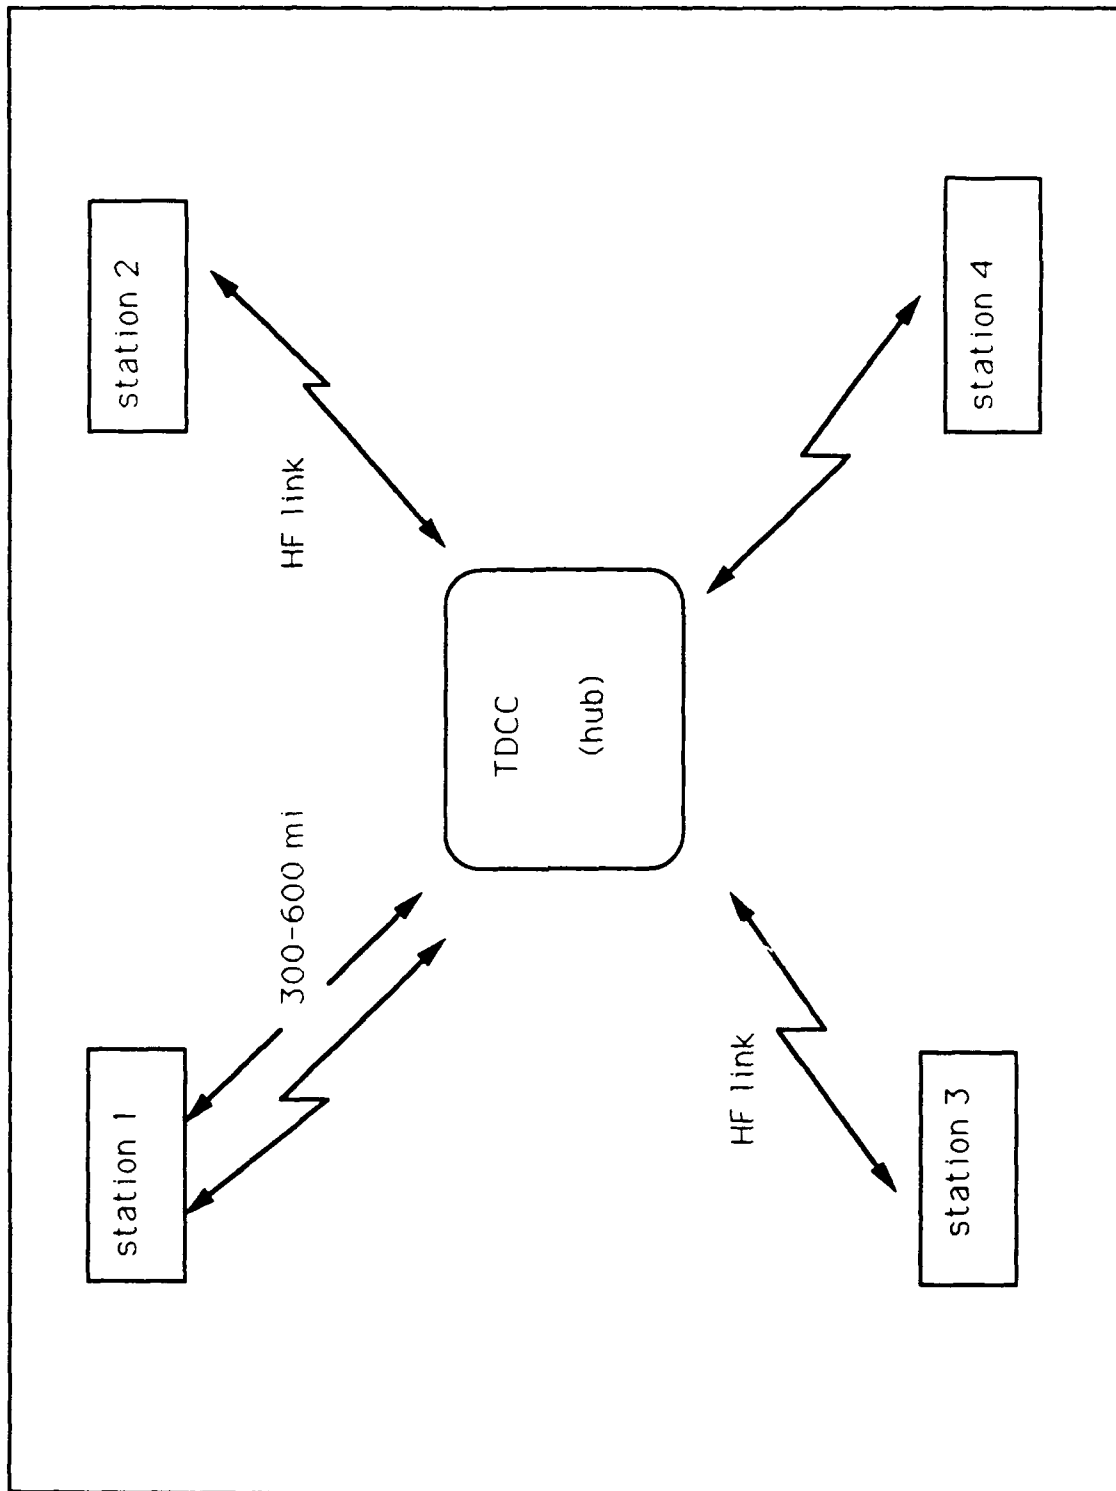 station 1
station 2
300-600 mi
HF link
TDCC
(hub)
HF link
station 3
station 4